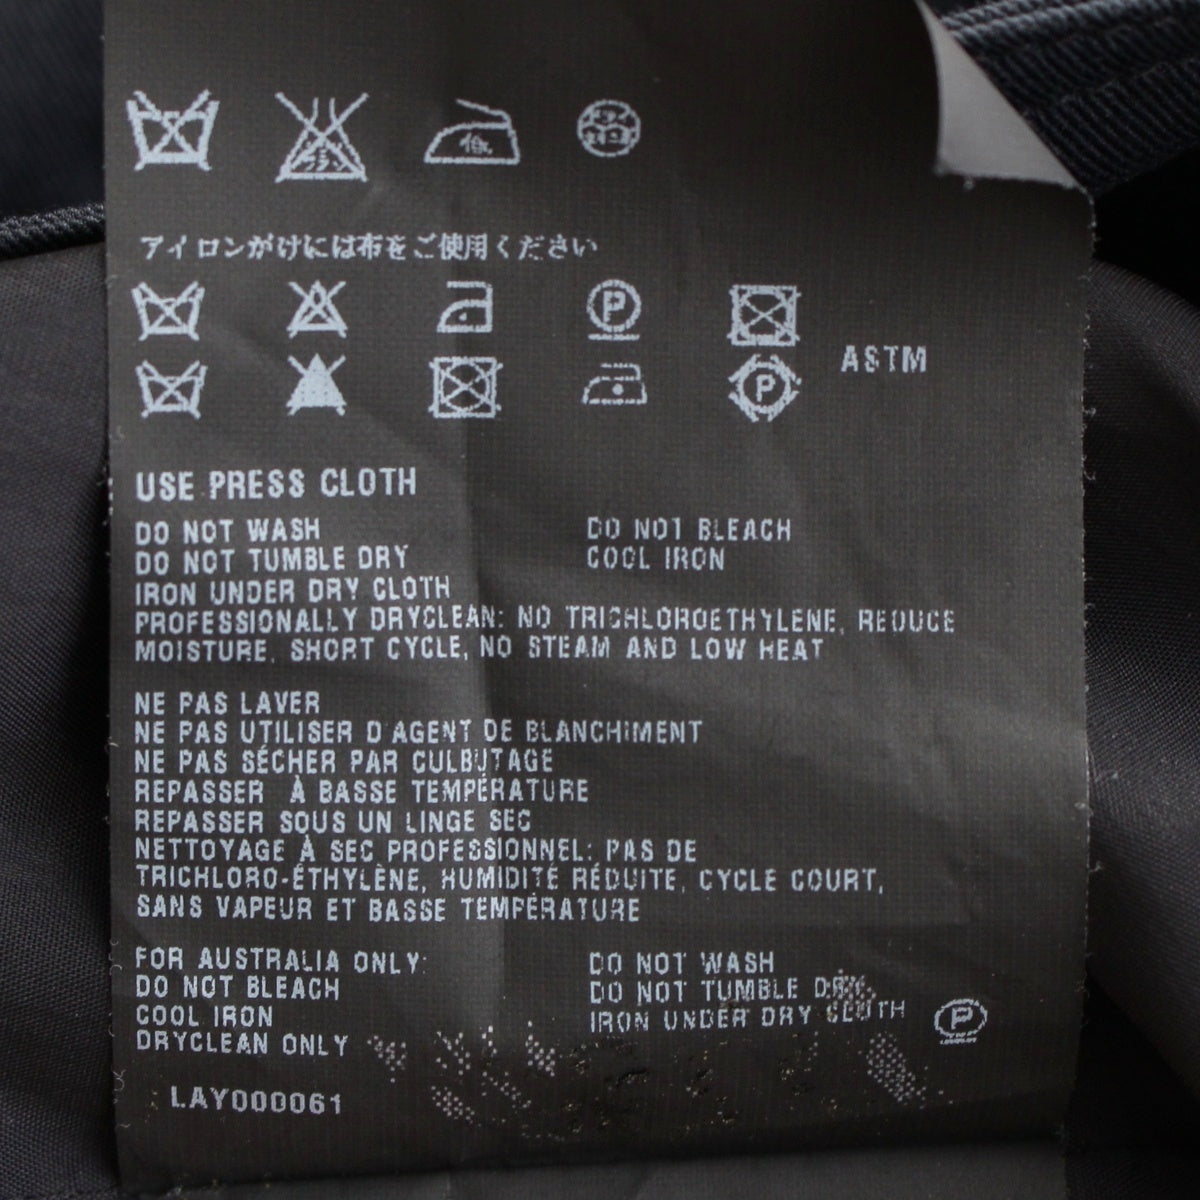 低
アイロンがけには布をご使用ください
P
ASTM
P
USE PRESS CLOTH
DO NOT WASH
DO NOT BLEACH
DO NOT TUMBLE DRY
COOL IRON
IRON UNDER DRY CLOTH
PROFESSIONALLY DRYCLEAN: NO TRICHLOROETHYLENE, REDUCE
MOISTURE, SHORT CYCLE, NO STEAM AND LOW HEAT
NE PAS LAVER
NE PAS UTILISER D'AGENT DE BLANCHIMENT
NE PAS SÉCHER PAR CULBUTAGE
REPASSER À BASSE TEMPÉRATURE
REPASSER SOUS UN LINGE SEC
NETTOYAGE À SEC PROFESSIONNEL: PAS DE
TRICHLORO-ÉTHYLÈNE, HUMIDITÉ RÉDUITE, CYCLE COURT,
SANS VAPEUR ET BASSE TEMPÉRATURE
FOR AUSTRALIA ONLY:
DO NOT WASH
DO NOT BLEACH
DO NOT TUMBLE DRY
COOL IRON
IRON UNDER DRY CLOTH
P
DRYCLEAN ONLY
LAY000061